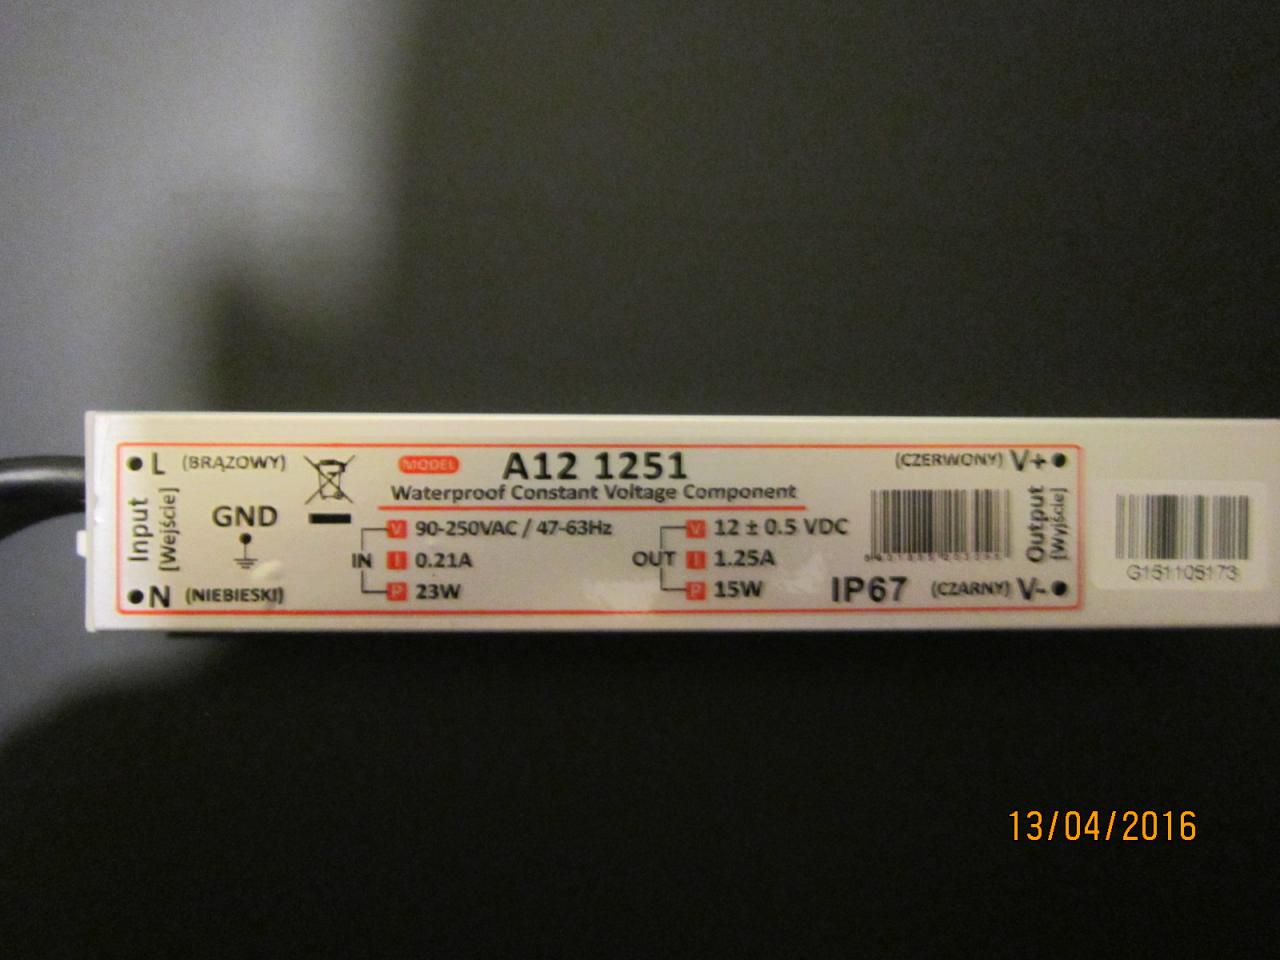 L (BRĄZOWY)
Input
[Wejście]
GND
N (NIEBIESKI)
MODEL A12 1251
Waterproof Constant Voltage Component
IN
V 90-250VAC / 47-63Hz
I 0.21A
P 23W
OUT
V 12 ± 0.5 VDC
I 1.25A
P 15W
IP67
(CZERWONY) V+
Output
[Wyjście]
(CZARNY) V-
G151105173
13/04/2016